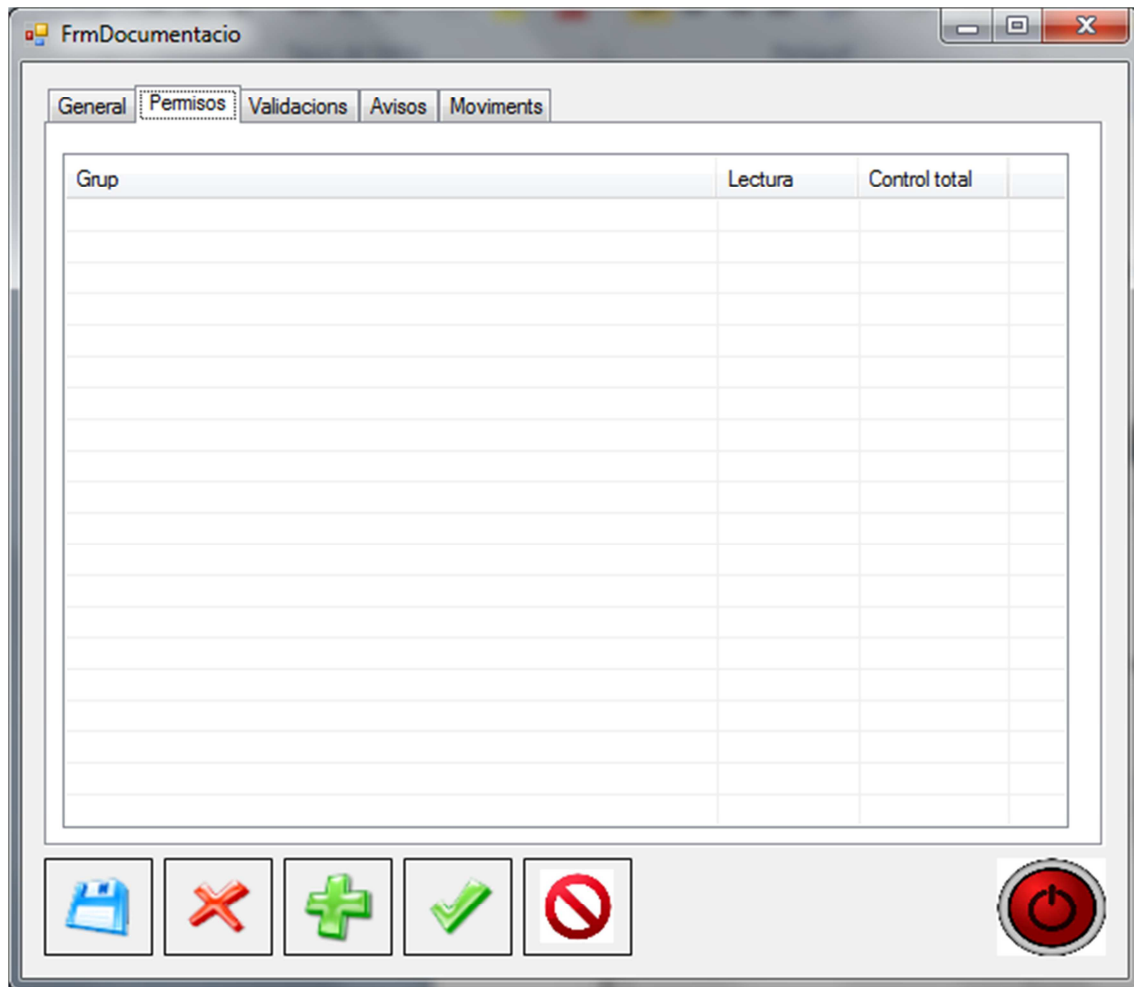 FrmDocumentacio
General Permisos Validacions Avisos Moviments
Grup Lectura Control total